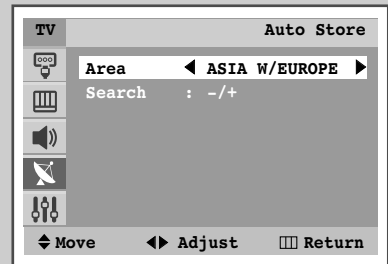 TV Auto Store
Area ◀ ASIA W/EUROPE ▶
Search : -/+
Move Adjust Return